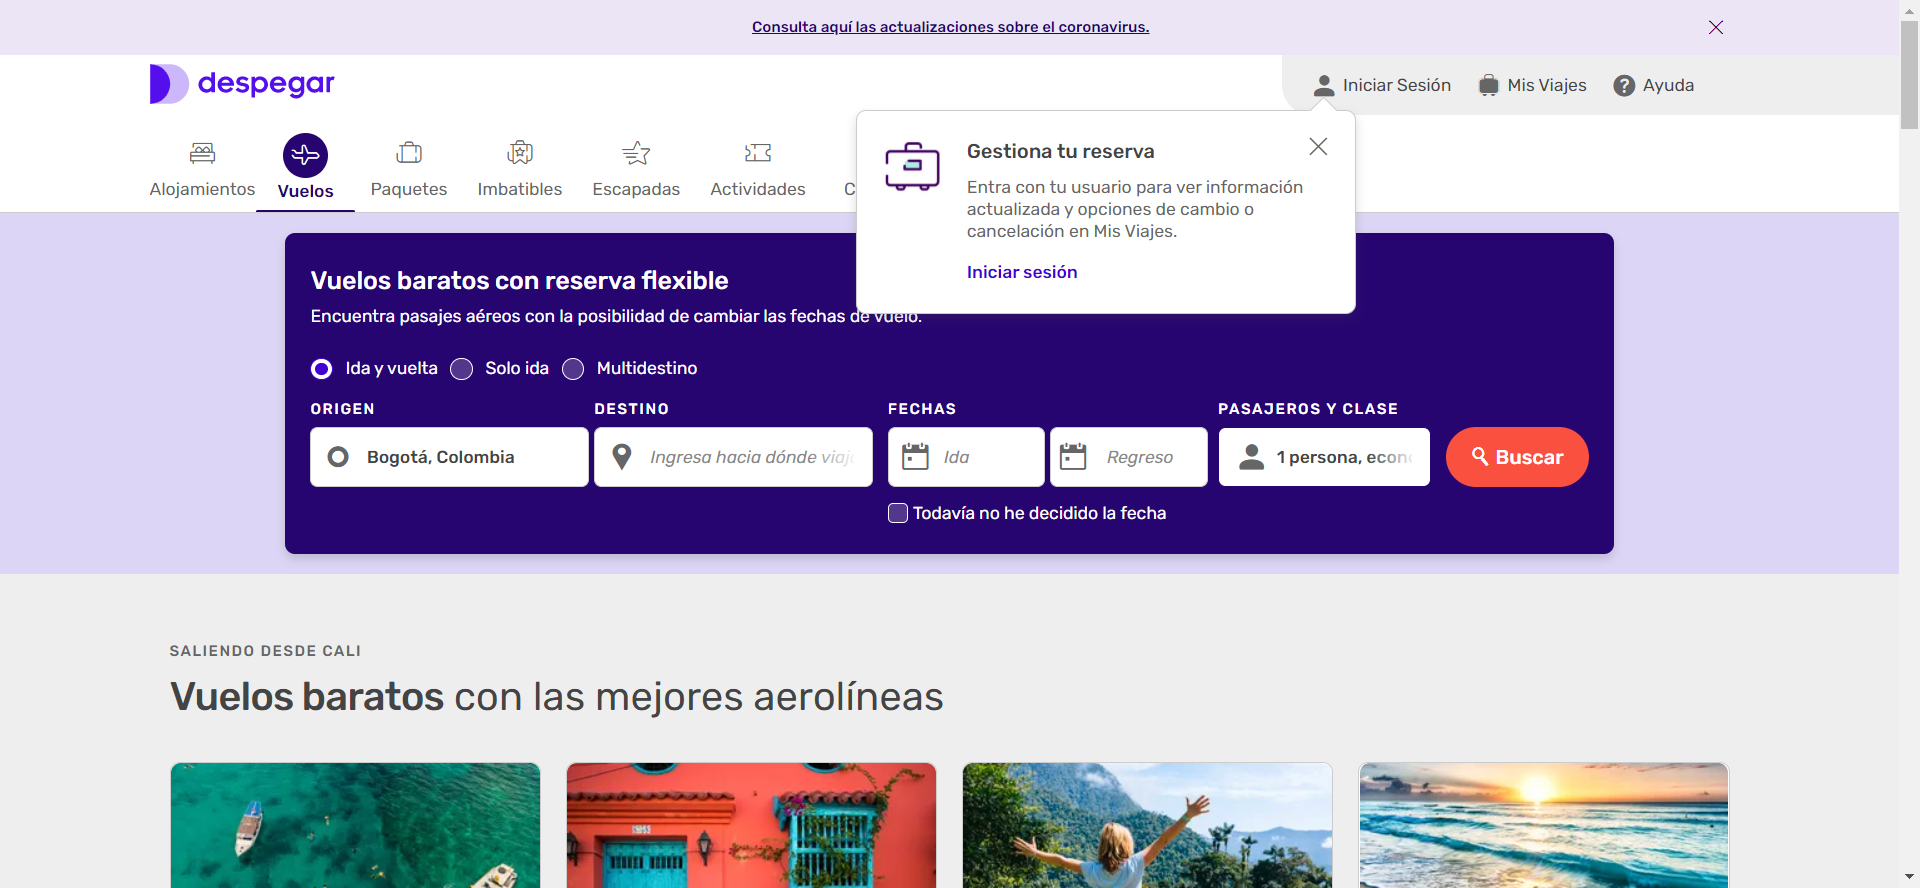 Consulta aquí las actualizaciones sobre el coronavirus.
despegar
Iniciar Sesión
Mis Viajes
? Ayuda
Alojamientos
Vuelos
Paquetes
Imbatibles
Escapadas
Actividades
C
Gestiona tu reserva
Entra con tu usuario para ver información
actualizada y opciones de cambio o
cancelación en Mis Viajes.
Iniciar sesión
Vuelos baratos con reserva flexible
Encuentra pasajes aéreos con la posibilidad de cambiar las fechas de vuelo.
Ida y vuelta
Solo ida
Multidestino
ORIGEN
DESTINO
FECHAS
PASAJEROS Y CLASE
Bogotá, Colombia
Ingresa hacia dónde viaj
Ida
Regreso
1 persona, econ
Buscar
Todavía no he decidido la fecha
SALIENDO DESDE CALI
Vuelos baratos con las mejores aerolíneas